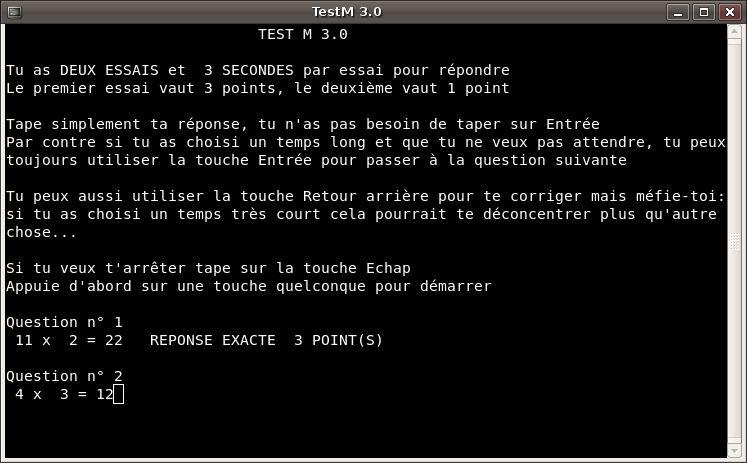 TestM 3.0
TEST M 3.0
Tu as DEUX ESSAIS et  3 SECONDES par essai pour répondre
Le premier essai vaut 3 points, le deuxième vaut 1 point
Tape simplement ta réponse, tu n'as pas besoin de taper sur Entrée
Par contre si tu as choisi un temps long et que tu ne veux pas attendre, tu peux
toujours utiliser la touche Entrée pour passer à la question suivante
Tu peux aussi utiliser la touche Retour arrière pour te corriger mais méfie-toi:
si tu as choisi un temps très court cela pourrait te déconcentrer plus qu'autre
chose...
Si tu veux t'arrêter tape sur la touche Echap
Appuie d'abord sur une touche quelconque pour démarrer
Question n° 1
11 x  2 = 22   REPONSE EXACTE  3 POINT(S)
Question n° 2
4 x  3 = 12